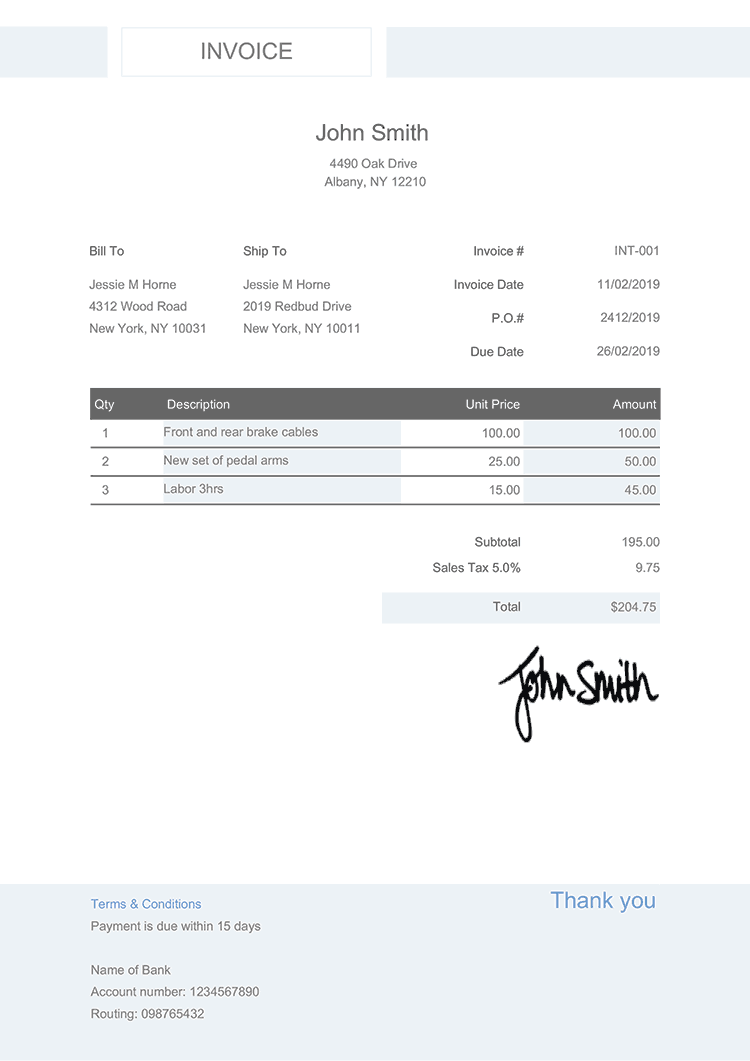 INVOICE
John Smith
4490 Oak Drive
Albany, NY 12210
Bill To Ship To Invoice # INT-001
Jessie M Horne Jessie M Horne Invoice Date 11/02/2019
4312 Wood Road 2019 Redbud Drive
P.O.# 2412/2019
New York, NY 10031 New York, NY 10011
Due Date 26/02/2019
Qty Description Unit Price Amount
1 Front and rear brake cables 100.00 100.00
2 New set of pedal arms 25.00 50.00
3 Labor 3hrs 15.00 45.00
Subtotal 195.00
Sales Tax 5.0% 9.75
Total $204.75
John Smith
Terms & Conditions Thank you
Payment is due within 15 days
Name of Bank
Account number: 1234567890
Routing: 098765432